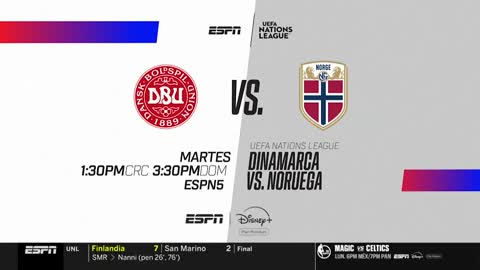 ESPN UEFA NATIONS LEAGUE
DANSK BOLDSPIL-UNION
DBU
1889
VS.
NORGE
UEFA NATIONS LEAGUE
MARTES
1:30PM CRC 3:30PM DOM
ESPN5
DINAMARCA
VS. NORUEGA
ESPN Disney+
ESPN UNL Finlandia 7 San Marino 2 Final
SMR > Nanni (pen 26', 76')
MAGIC VS CELTICS
LUN. 6PM MÉX/7PM PAN ESPN Disney+